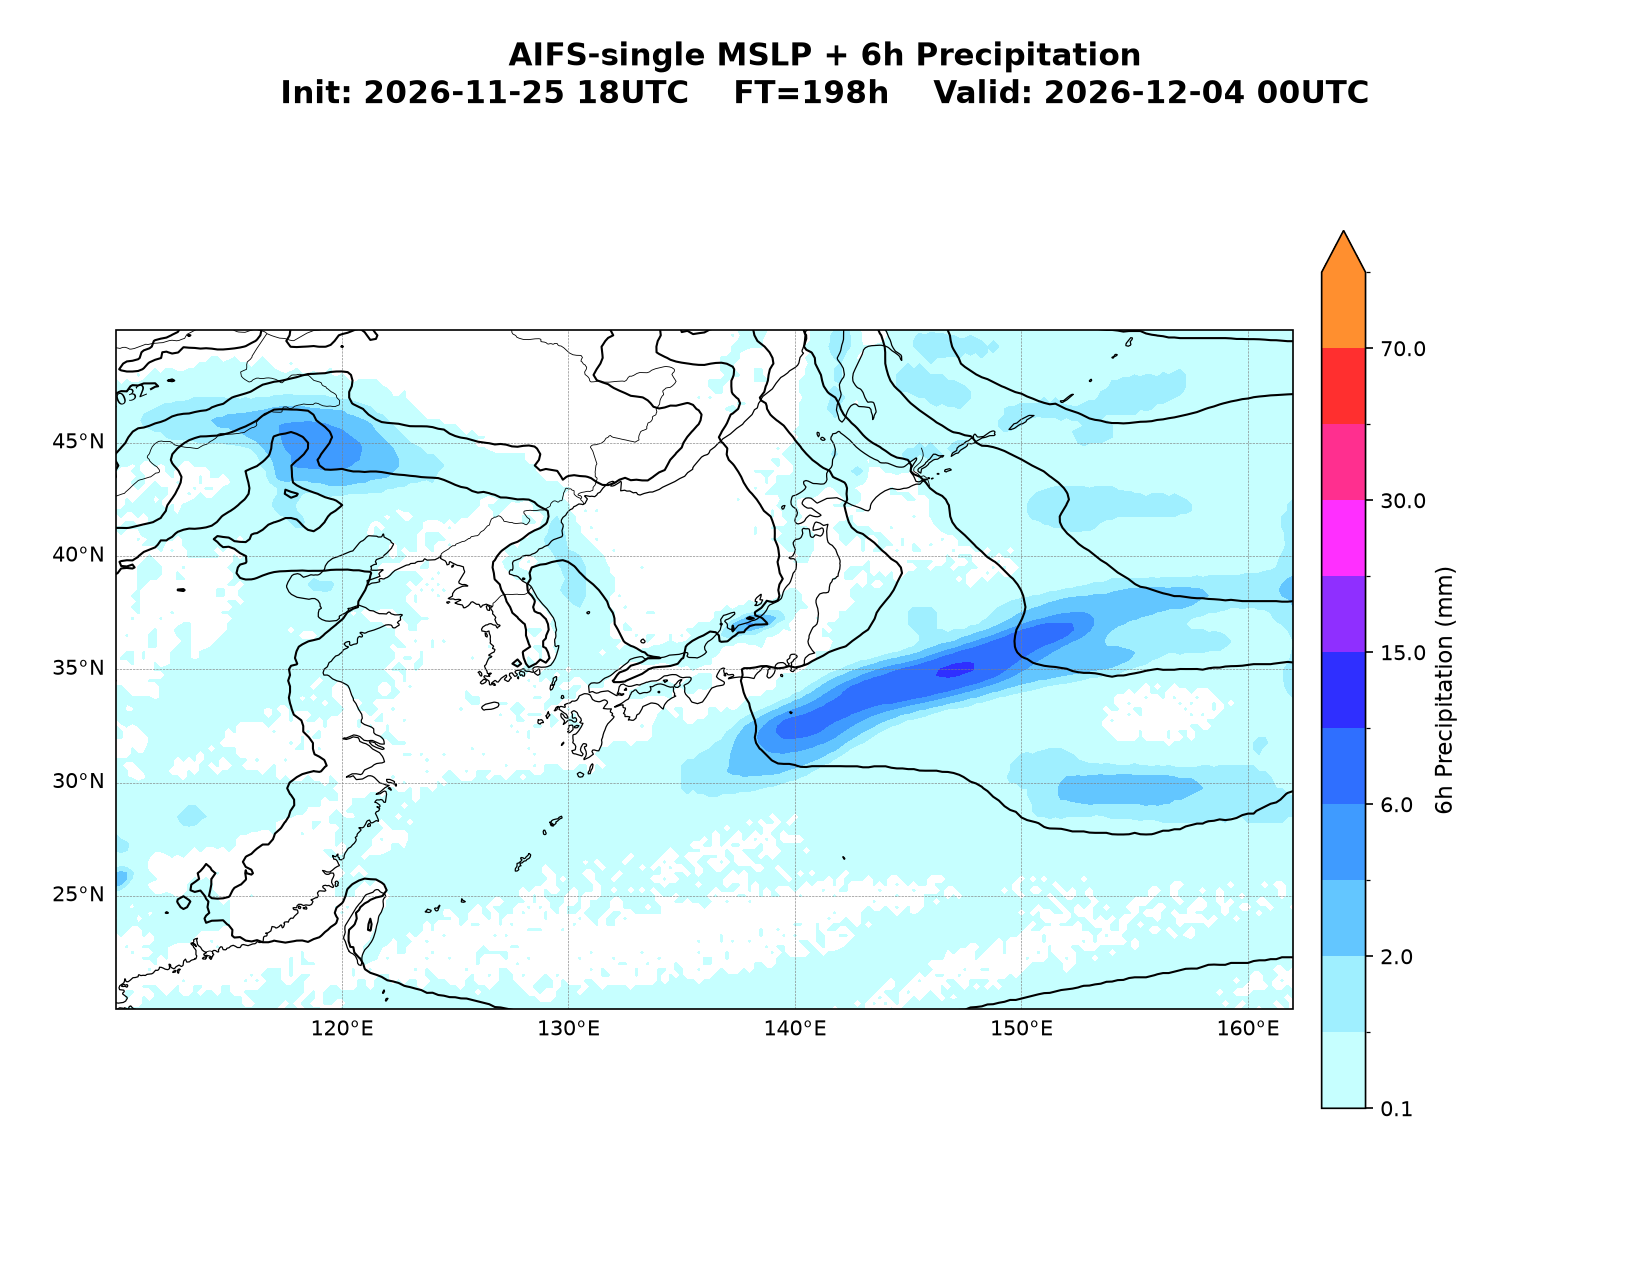 AIFS-single MSLP + 6h Precipitation
Init: 2026-11-25 18UTC    FT=198h    Valid: 2026-12-04 00UTC
032
45°N
40°N
35°N
30°N
25°N
120°E
130°E
140°E
150°E
160°E
70.0
30.0
15.0
6.0
2.0
0.1
6h Precipitation (mm)